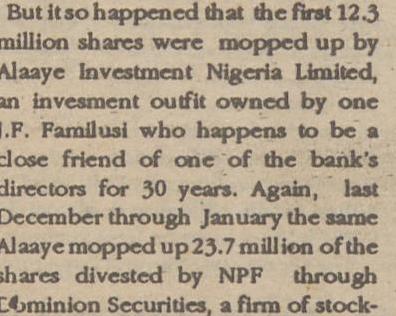 But it so happened that the first 12.3
million shares were mopped up by
Alaaye Investment Nigeria Limited,
an invesment outfit owned by one
J.F. Familusi who happens to be a
close friend of one of the bank's
directors for 30 years. Again, last
December through January the same
Alaaye mopped up 23.7 million of the
shares divested by NPF through
Dominion Securities, a firm of stock-